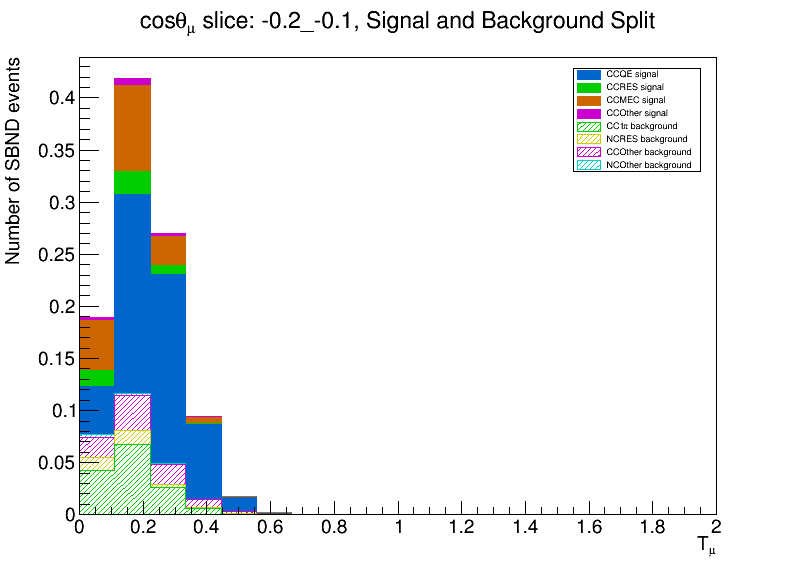 cosθμ slice: -0.2_-0.1, Signal and Background Split
Number of SBND events
0.4
0.35
0.3
0.25
0.2
0.15
0.1
0.05
0
CCQE signal
CCRES signal
CCMEC signal
CCOther signal
CC1π background
NCRES background
CCOther background
NCOther background
0 0.2 0.4 0.6 0.8 1 1.2 1.4 1.6 1.8 2
Tμ